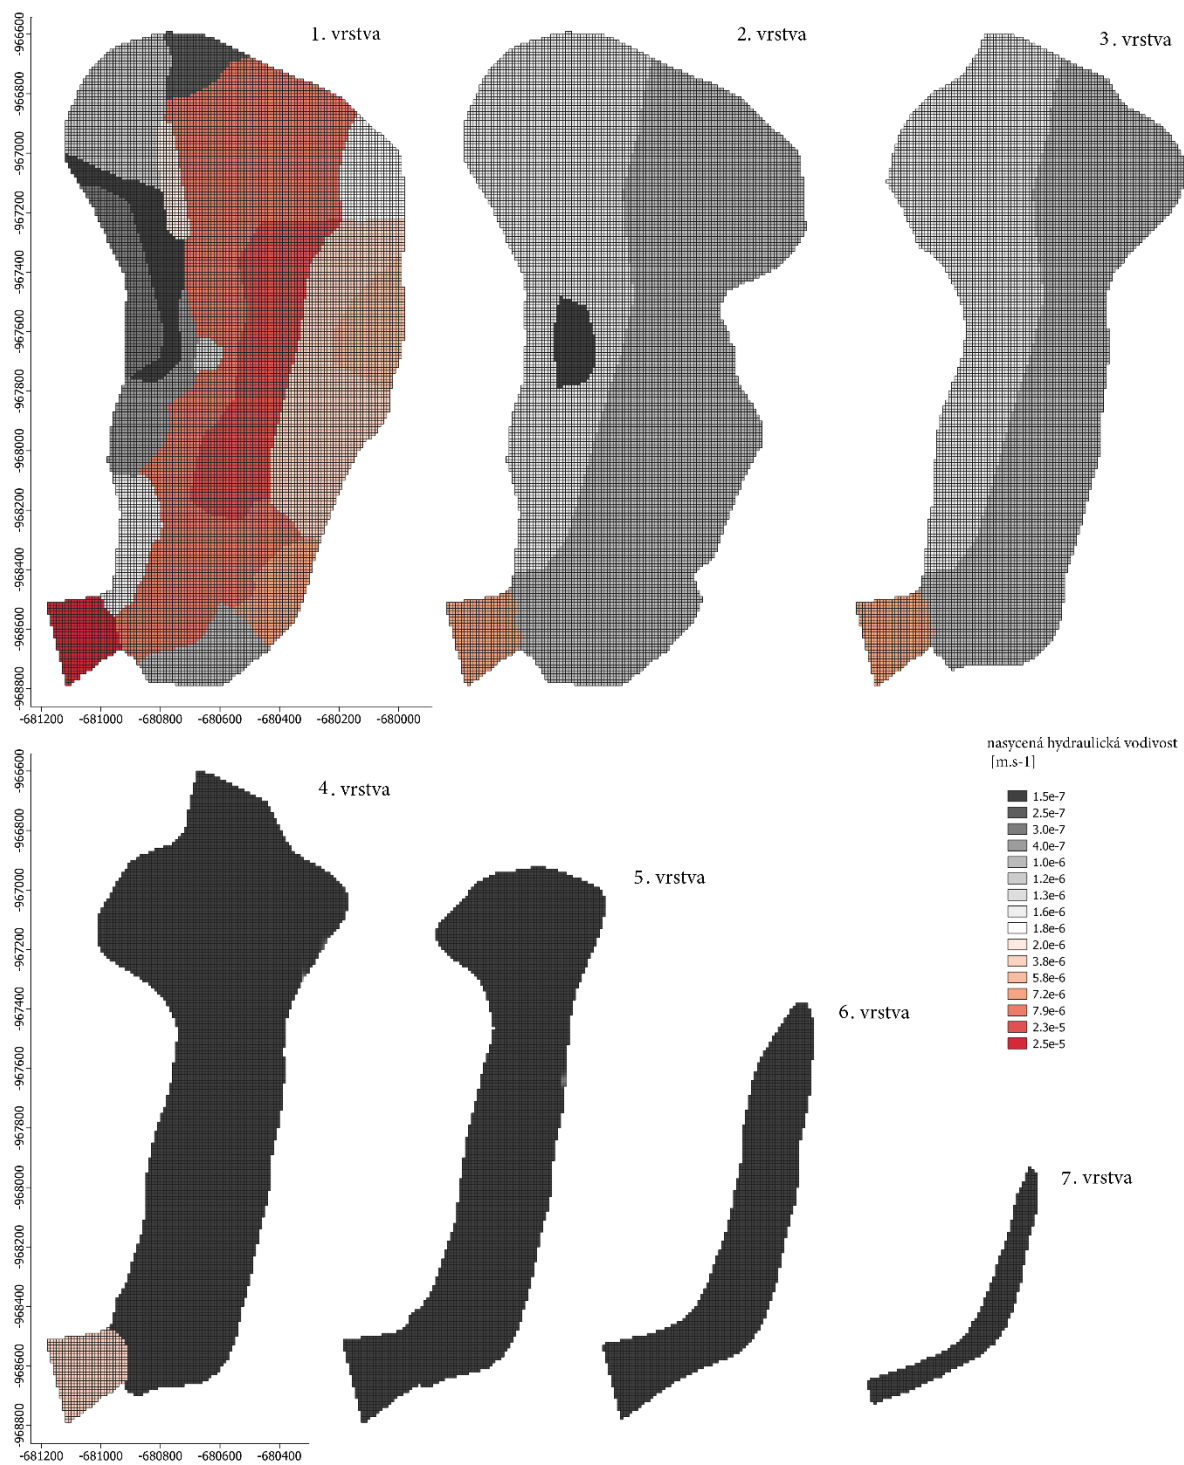 1. vrstva
2. vrstva
3. vrstva
-966600
-966800
-967000
-967200
-967400
-967600
-967800
-968000
-968200
-968400
-968600
-968800
-681200 -681000 -680800 -680600 -680400 -680200 -680000
nasycená hydraulická vodivost
[m.s-1]
1.5e-7
2.5e-7
3.0e-7
4.0e-7
1.0e-6
1.2e-6
1.3e-6
1.6e-6
1.8e-6
2.0e-6
3.8e-6
5.8e-6
7.2e-6
7.9e-6
2.3e-5
2.5e-5
4. vrstva
5. vrstva
6. vrstva
7. vrstva
-966600
-966800
-967000
-967200
-967400
-967600
-967800
-968000
-968200
-968400
-968600
-968800
-681200 -681000 -680800 -680600 -680400